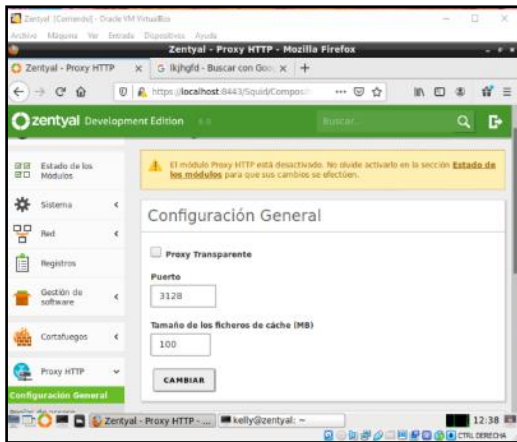 Zentyal [Corriendo] - Oracle VM VirtualBox
Archivo Máquina Ver Entrada Dispositivos Ayuda
Zentyal - Proxy HTTP - Mozilla Firefox
Zentyal - Proxy HTTP × G lkjhgfd - Buscar con Goo × +
https://localhost:8443/Squid/Composit
zentyal Development Edition 6.0 Buscar...
Estado de los Módulos
El módulo Proxy HTTP está desactivado. No olvide activarlo en la sección Estado de los módulos para que sus cambios se efectúen.
Sistema
Red
Registros
Gestión de software
Cortafuegos
Proxy HTTP
Configuración General
Configuración General
Proxy Transparente
Puerto
3128
Tamaño de los ficheros de caché (MB)
100
CAMBIAR
Zentyal - Proxy HTTP - ... kelly@zentyal: ~ 12:38
CTRL DERECHA